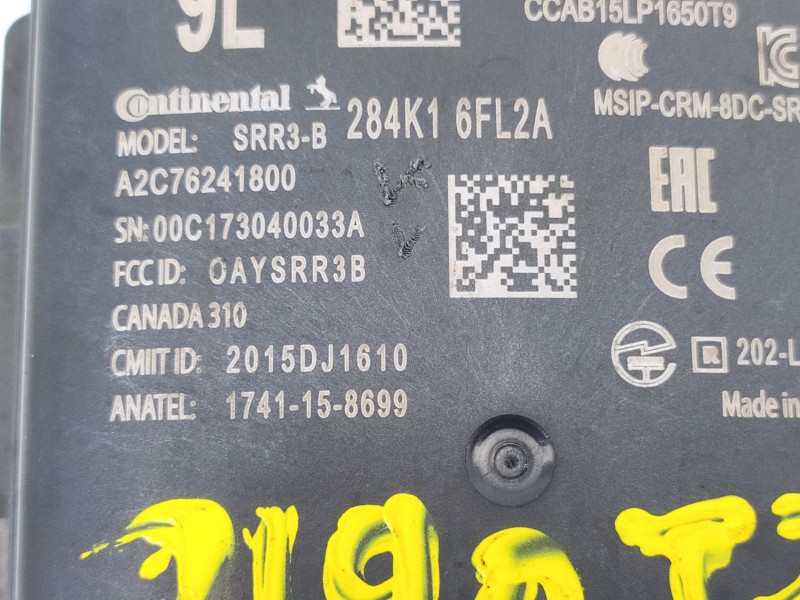 9L
CCAB15LP1650T9
Continental
284K1 6FL2A
MSIP-CRM-8DC-SR
MODEL: SRR3-B
A2C76241800
EAC
SN: 00C173040033A
CE
FCC ID: OAYSRR3B
CANADA 310
CMIIT ID: 2015DJ1610
R 202-L
ANATEL: 1741-15-8699
Made in